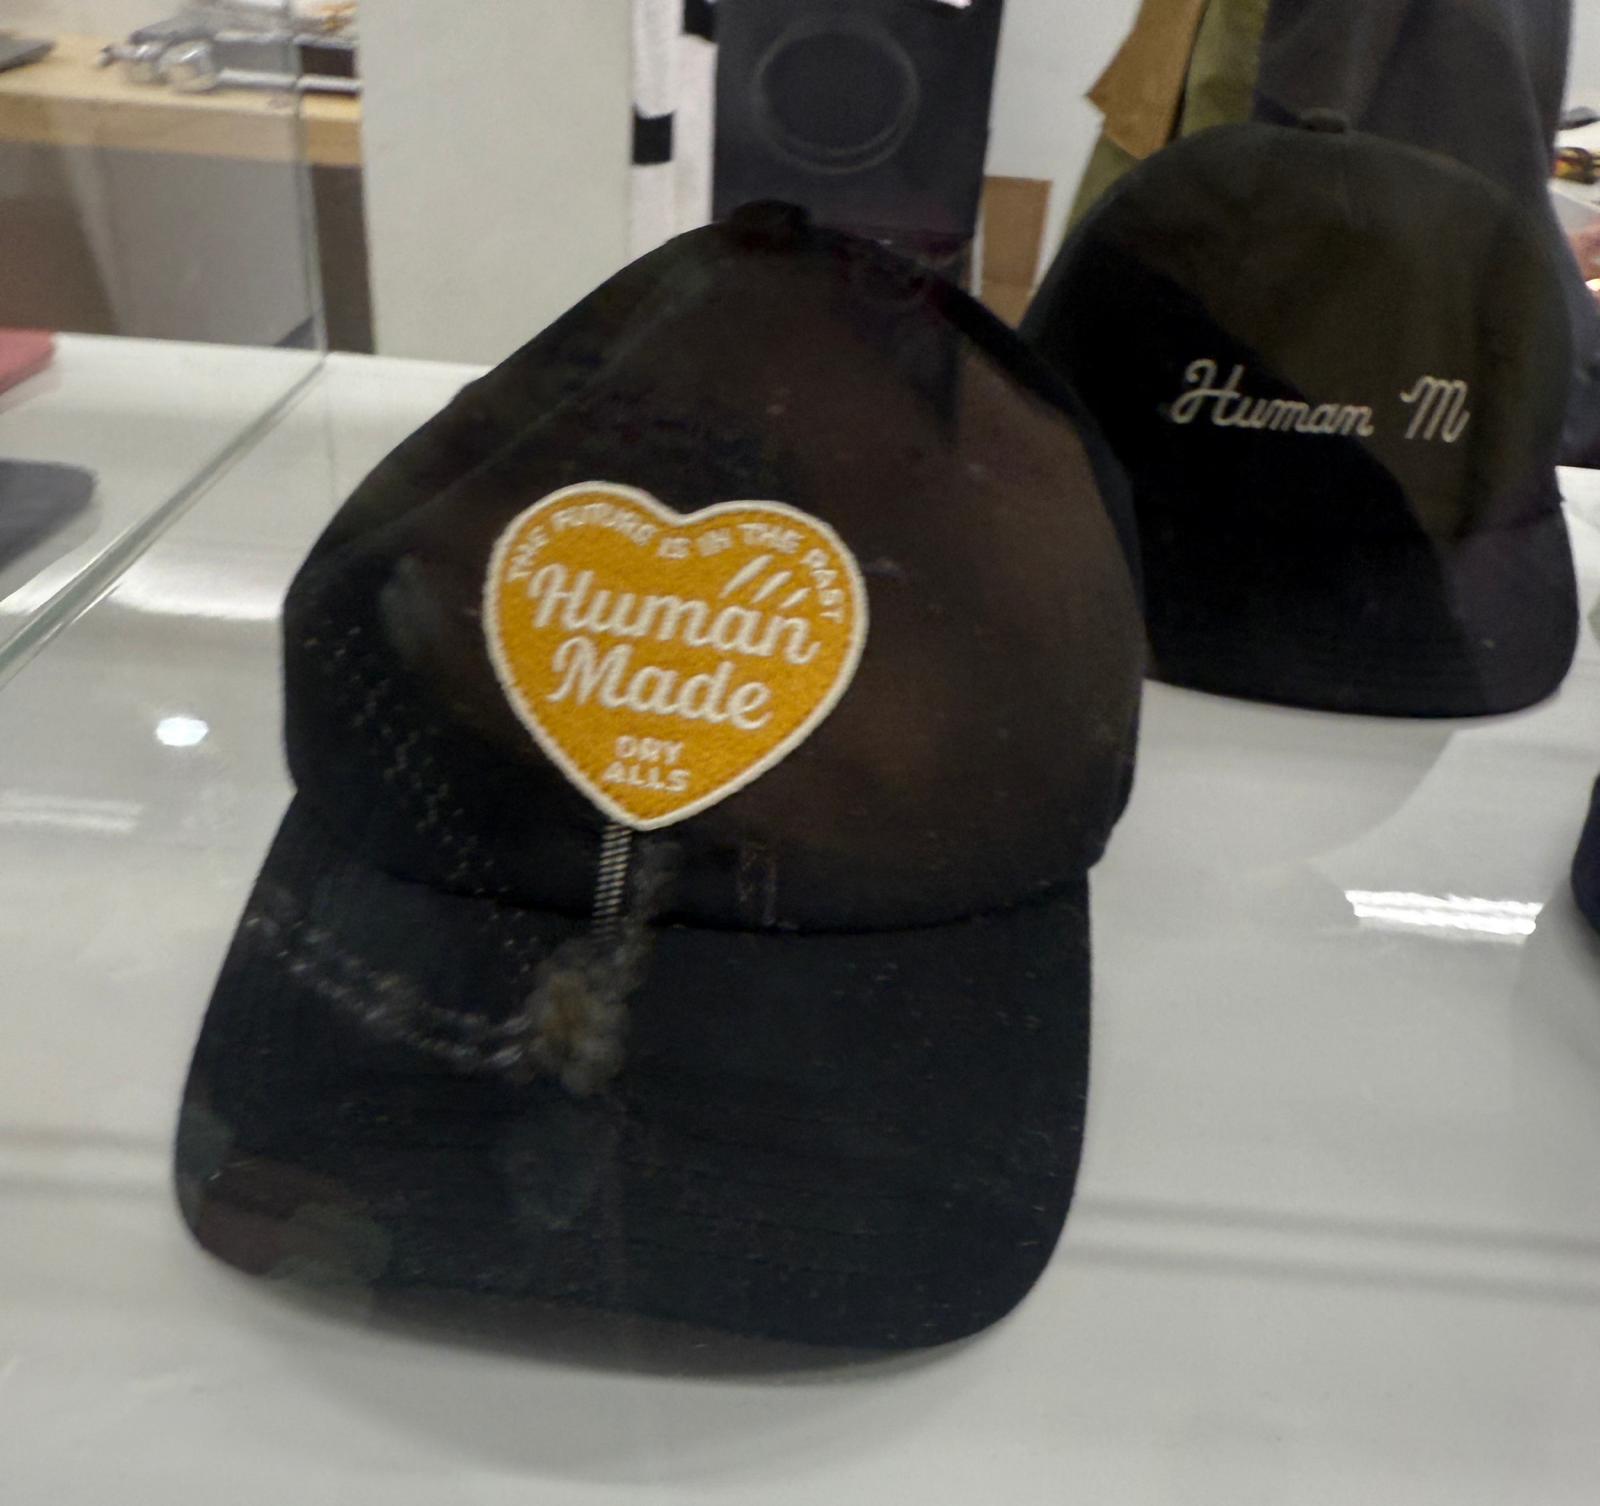 THE FUTURE IS IN THE PAST
Human
Made
DRY
ALLS
Human M